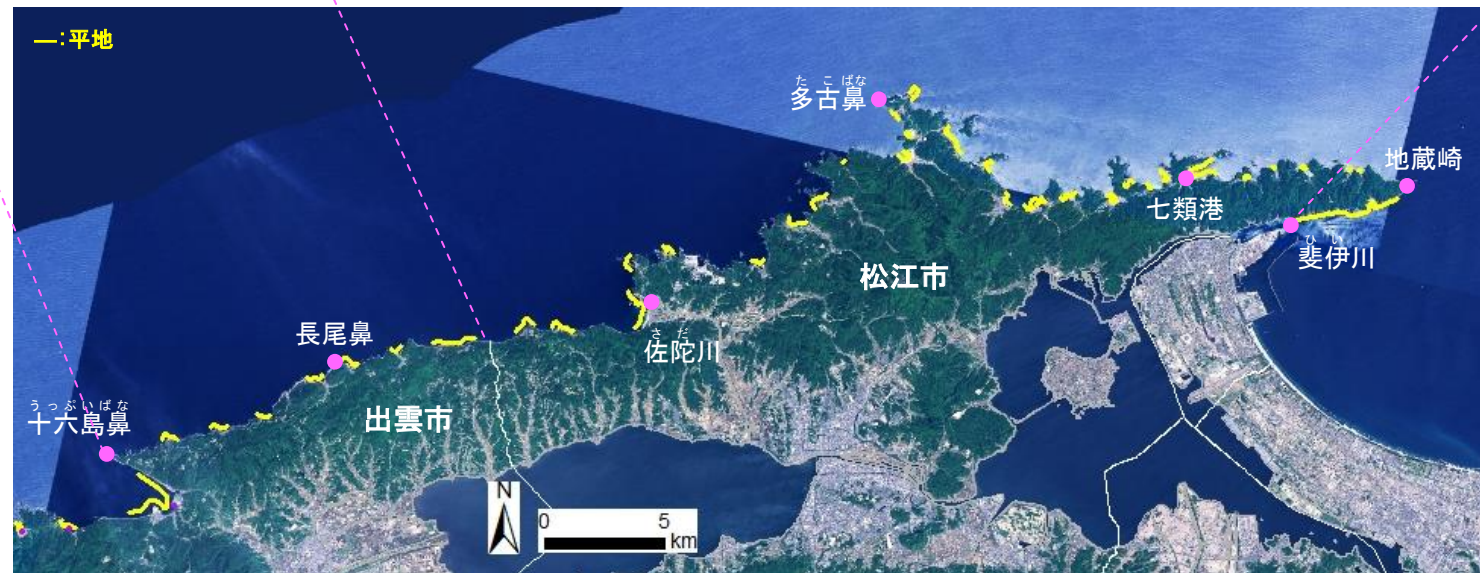 ―:平地
たこばな
多古鼻
地蔵崎
七類港
ひい
斐伊川
松江市
長尾鼻
さだ
佐陀川
うっぷいばな
十六島鼻
出雲市
N
0 5
km